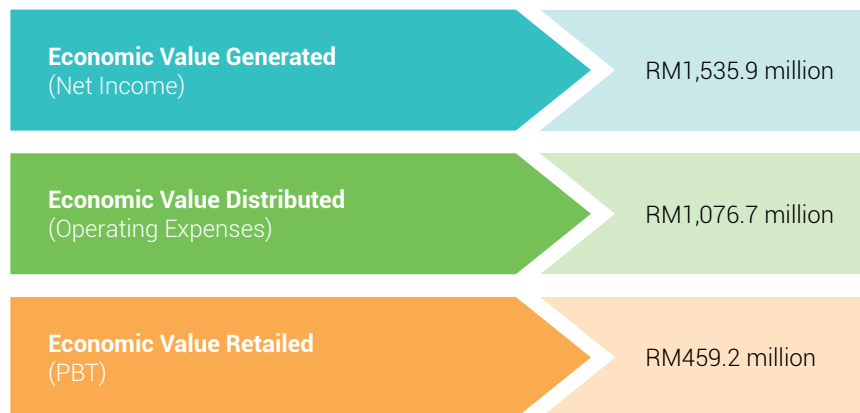 Economic Value Generated
(Net Income)
RM1,535.9 million
Economic Value Distributed
(Operating Expenses)
RM1,076.7 million
Economic Value Retailed
(PBT)
RM459.2 million